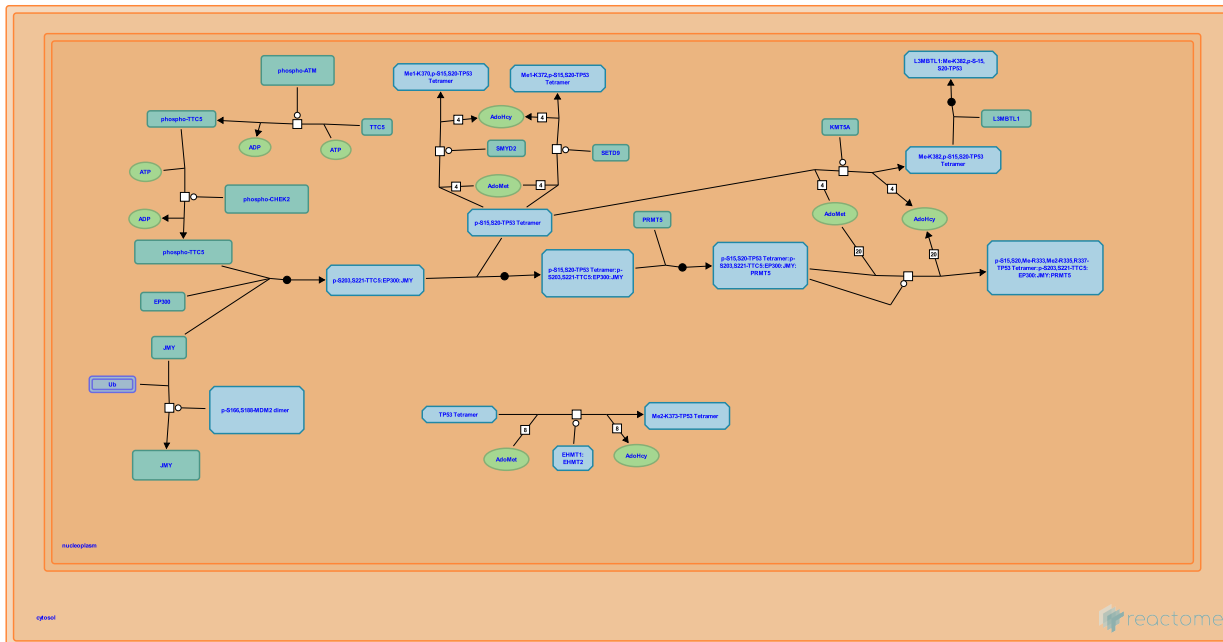 phospho-ATM
phospho-TTC5
TTC5
ADP
ATP
ATP
phospho-CHEK2
ADP
phospho-TTC5
EP300
JMY
Ub
p-S166,S188-MDM2 dimer
JMY
p-S203,S221-TTC5:EP300:JMY
Me1-K370,p-S15,S20-TP53
Tetramer
Me1-K372,p-S15,S20-TP53
Tetramer
4
AdoHcy
4
SMYD2
SETD9
4
AdoMet
4
p-S15,S20-TP53 Tetramer
p-S15,S20-TP53 Tetramer:p-
S203,S221-TTC5:EP300:JMY
PRMT5
p-S15,S20-TP53 Tetramer:p-
S203,S221-TTC5:EP300:JMY:
PRMT5
L3MBTL1:Me-K382,p-S-15,
S20-TP53
L3MBTL1
KMT5A
Me-K382,p-S15,S20-TP53
Tetramer
4
4
AdoMet
AdoHcy
20
20
p-S15,S20,Me-R333,Me2-R335,R337-
TP53 Tetramer:p-S203,S221-TTC5:
EP300:JMY:PRMT5
TP53 Tetramer
Me2-K373-TP53 Tetramer
8
8
AdoMet
EHMT1:
EHMT2
AdoHcy
nucleoplasm
cytosol
reactome